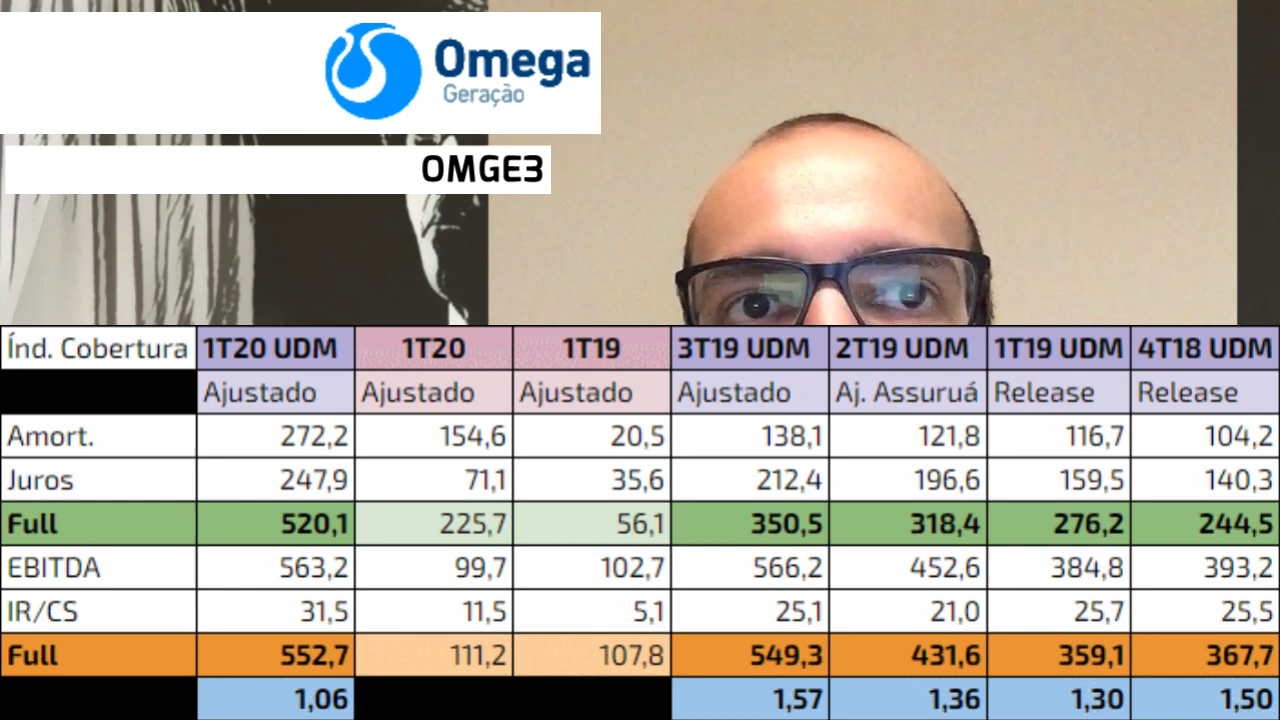 Omega
Geração
OMGE3
Índ. Cobertura 1T20 UDM 1T20 1T19 3T19 UDM 2T19 UDM 1T19 UDM 4T18 UDM
Ajustado Ajustado Ajustado Ajustado Aj. Assuruá Release Release
Amort. 272,2 154,6 20,5 138,1 121,8 116,7 104,2
Juros 247,9 71,1 35,6 212,4 196,6 159,5 140,3
Full 520,1 225,7 56,1 350,5 318,4 276,2 244,5
EBITDA 563,2 99,7 102,7 566,2 452,6 384,8 393,2
IR/CS 31,5 11,5 5,1 25,1 21,0 25,7 25,5
Full 552,7 111,2 107,8 549,3 431,6 359,1 367,7
1,06 1,57 1,36 1,30 1,50